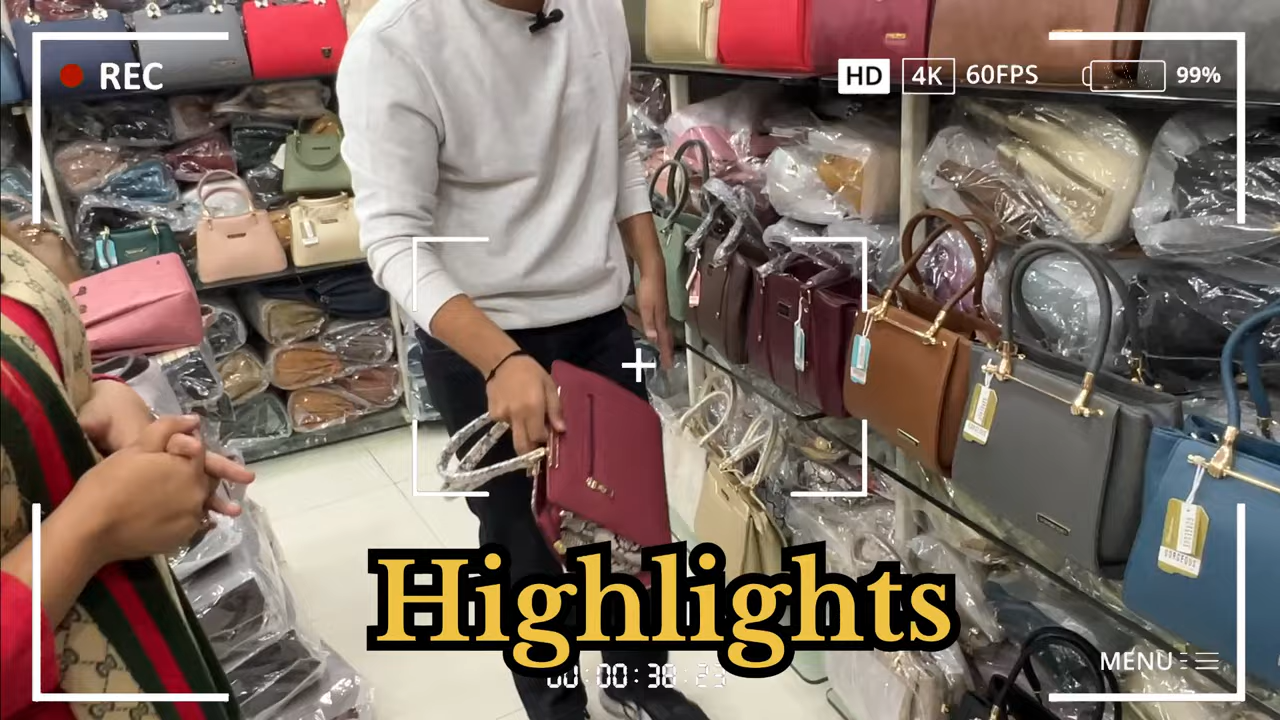 REC
HD 4K 60FPS 99%
Highlights
00:00:38:23
MENU